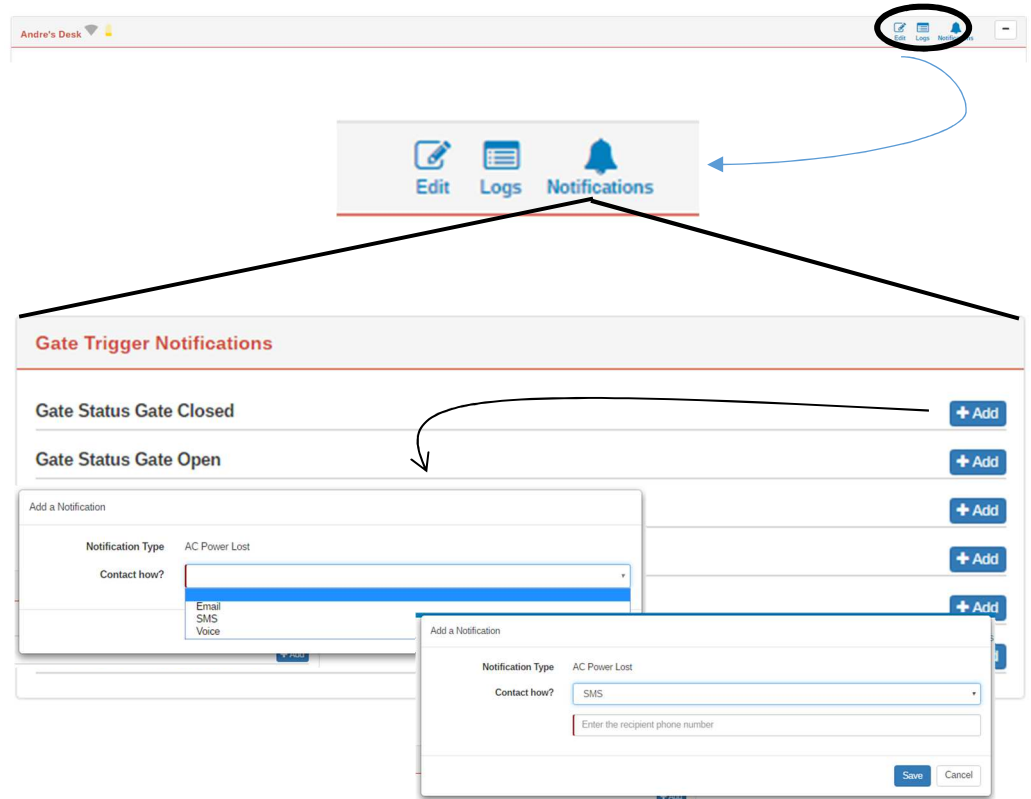 Andre's Desk
Edit Logs Notifications
Edit Logs Notifications
Gate Trigger Notifications
Gate Status Gate Closed + Add
Gate Status Gate Open + Add
+ Add
+ Add
+ Add
Add a Notification
Notification Type AC Power Lost
Contact how?
Email
SMS
Voice
+ Add
Add a Notification
Notification Type AC Power Lost
Contact how? SMS
Enter the recipient phone number
Save Cancel